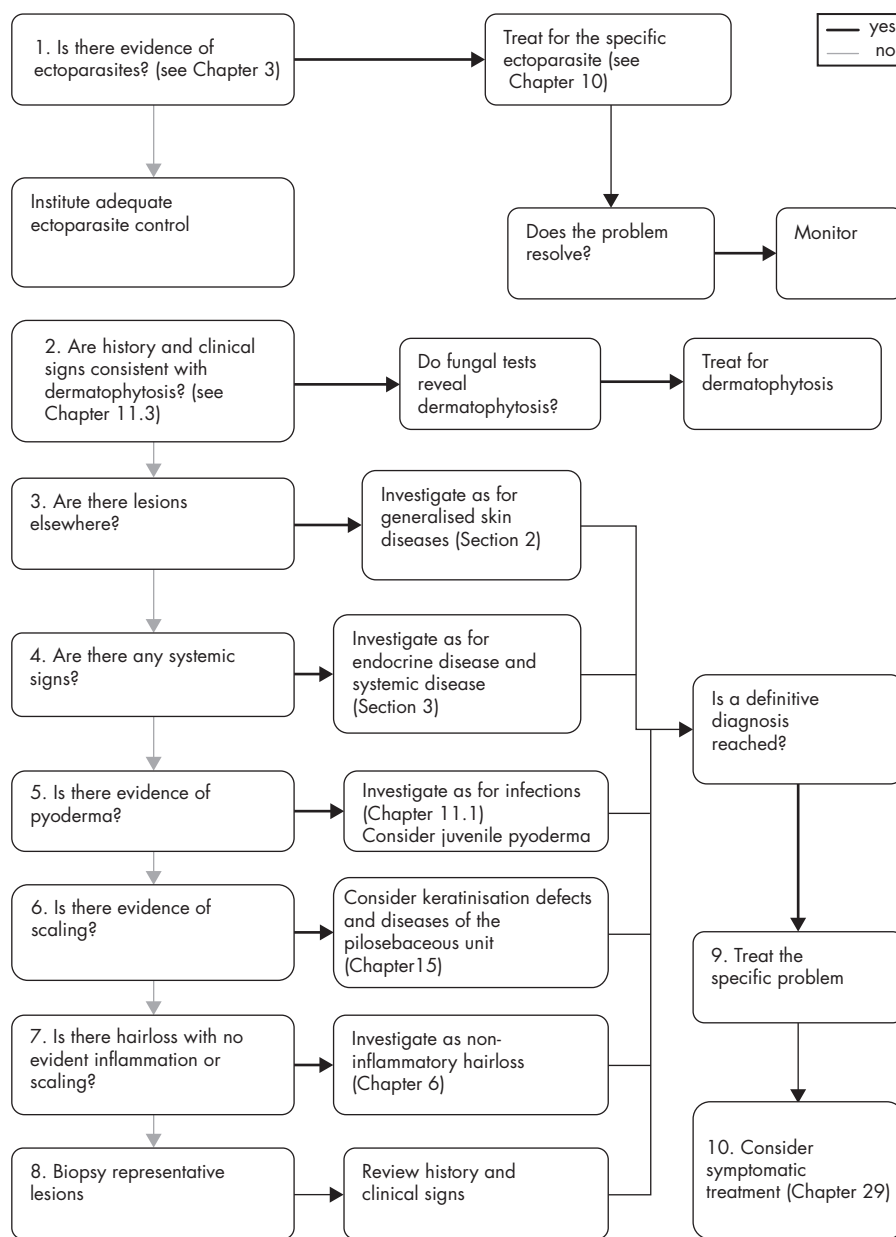 1. Is there evidence of
ectoparasites? (see Chapter 3)
Treat for the specific
ectoparasite (see
Chapter 10)
yes
no
Institute adequate
ectoparasite control
Does the problem
resolve?
Monitor
2. Are history and clinical
signs consistent with
dermatophytosis? (see
Chapter 11.3)
Do fungal tests
reveal
dermatophytosis?
Treat for
dermatophytosis
3. Are there lesions
elsewhere?
Investigate as for
generalised skin
diseases (Section 2)
4. Are there any systemic
signs?
Investigate as for
endocrine disease and
systemic disease
(Section 3)
Is a definitive
diagnosis
reached?
5. Is there evidence of
pyoderma?
Investigate as for infections
(Chapter 11.1)
Consider juvenile pyoderma
6. Is there evidence of
scaling?
Consider keratinisation defects
and diseases of the
pilosebaceous unit
(Chapter15)
9. Treat the
specific problem
7. Is there hairloss with no
evident inflammation or
scaling?
Investigate as non-
inflammatory hairloss
(Chapter 6)
8. Biopsy representative
lesions
Review history and
clinical signs
10. Consider
symptomatic
treatment (Chapter 29)